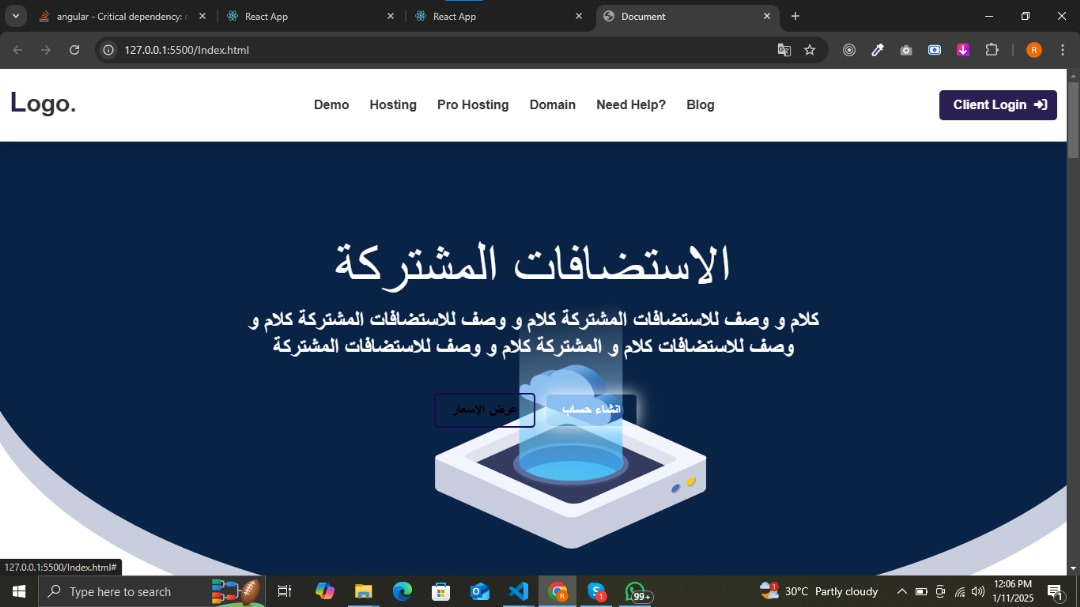 angular - Critical dependency:
React App
React App
Document
127.0.0.1:5500/Index.html
R
Logo.
Demo
Hosting
Pro Hosting
Domain
Need Help?
Blog
Client Login
الاستضافات المشتركة
كلام و وصف للاستضافات المشتركة كلام و وصف للاستضافات المشتركة كلام و
وصف للاستضافات كلام و المشتركة كلام و وصف للاستضافات المشتركة
انشاء حساب
عرض الاسعار
127.0.0.1:5500/Index.html#
Type here to search
99+
30°C Partly cloudy
12:06 PM
1/11/2025